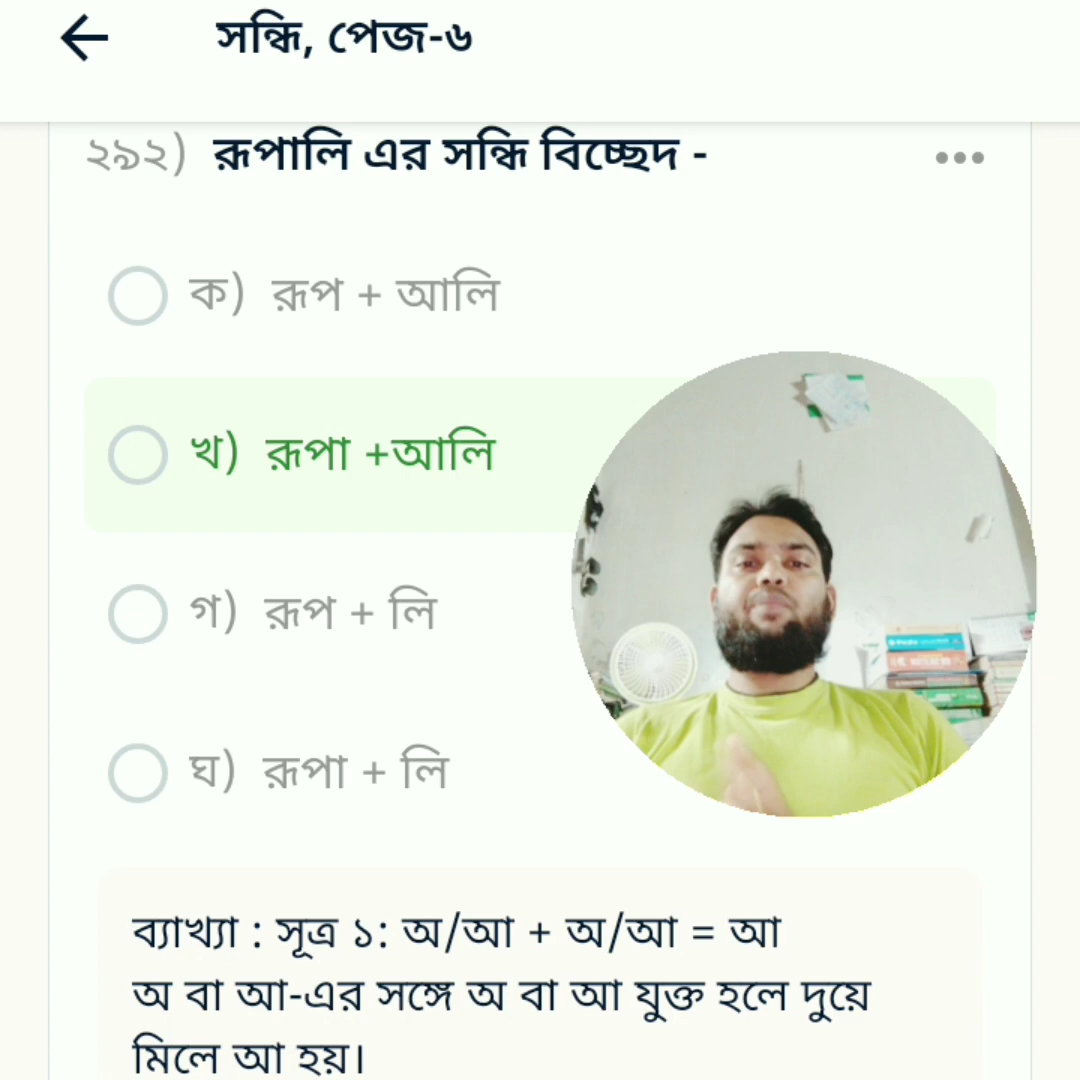 সন্ধি, পেজ-৬
২৯২) রূপালি এর সন্ধি বিচ্ছেদ -
ক) রূপ + আলি
খ) রূপা +আলি
গ) রূপ + লি
ঘ) রূপা + লি
ব্যাখ্যা : সূত্র ১: অ/আ + অ/আ = আ
অ বা আ-এর সঙ্গে অ বা আ যুক্ত হলে দুয়ে
মিলে আ হয়।